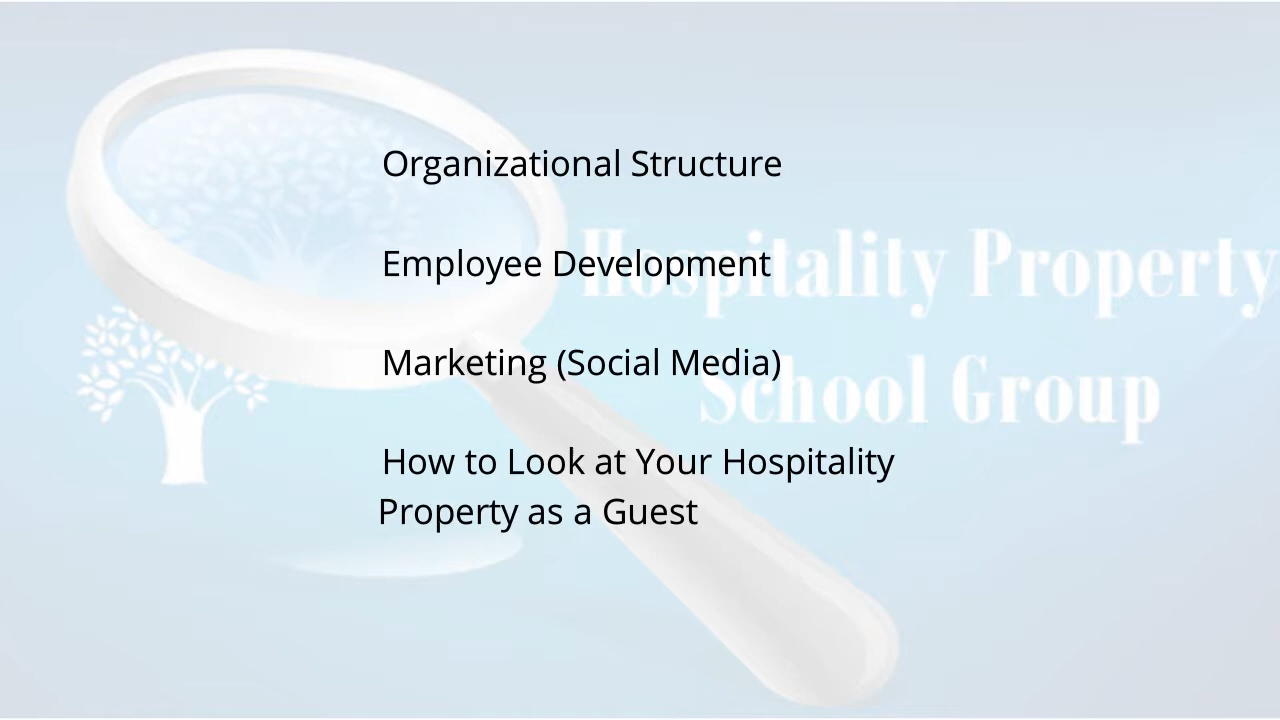 Organizational Structure
Employee Development
Hospitality Property
Marketing (Social Media)
School Group
How to Look at Your Hospitality
Property as a Guest